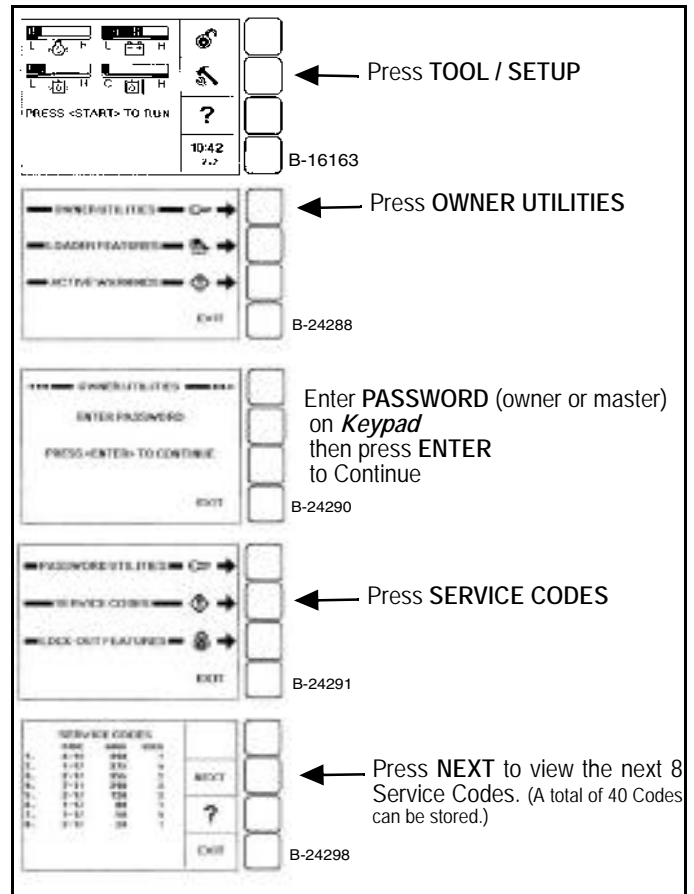 L H L H
L H C H
PRESS <START> TO RUN
?
10:42
Press TOOL / SETUP
B-16163
OWNER UTILITIES
LOADER FEATURES
ACTIVE WARNINGS
EXIT
Press OWNER UTILITIES
B-24288
OWNER UTILITIES
ENTER PASSWORD
PRESS <ENTER> TO CONTINUE
EXIT
Enter PASSWORD (owner or master)
on Keypad
then press ENTER
to Continue
B-24290
PASSWORD UTILITIES
SERVICE CODES
LOCK-OUT FEATURES
EXIT
Press SERVICE CODES
B-24291
SERVICE CODES
NEXT
?
EXIT
Press NEXT to view the next 8
Service Codes. (A total of 40 Codes
can be stored.)
B-24298